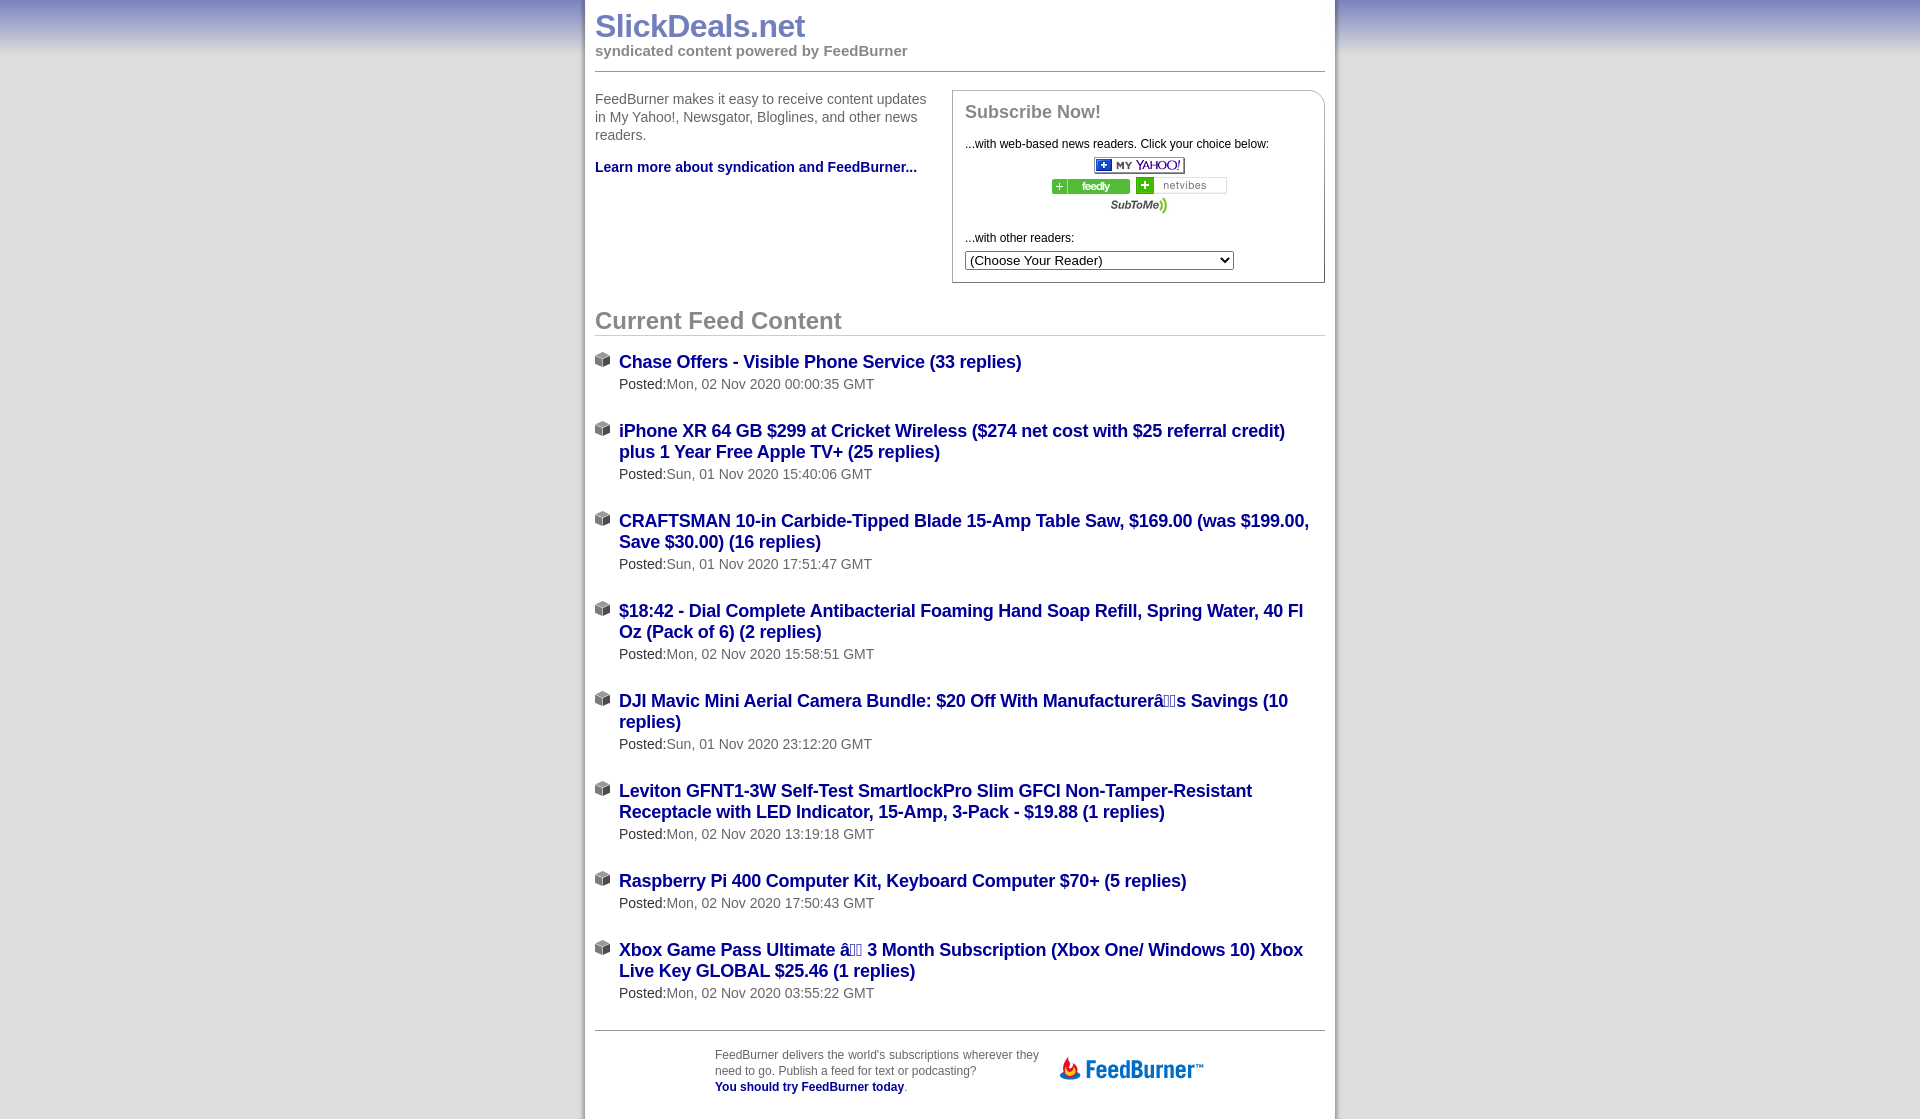 SlickDeals.net
syndicated content powered by FeedBurner
FeedBurner makes it easy to receive content updates
in My Yahoo!, Newsgator, Bloglines, and other news
readers.
Learn more about syndication and FeedBurner...
Subscribe Now!
...with web-based news readers. Click your choice below:
MY YAHOO!
feedly
netvibes
SubToMe
...with other readers:
(Choose Your Reader)
Current Feed Content
Chase Offers - Visible Phone Service (33 replies)
Posted:Mon, 02 Nov 2020 00:00:35 GMT
iPhone XR 64 GB $299 at Cricket Wireless ($274 net cost with $25 referral credit)
plus 1 Year Free Apple TV+ (25 replies)
Posted:Sun, 01 Nov 2020 15:40:06 GMT
CRAFTSMAN 10-in Carbide-Tipped Blade 15-Amp Table Saw, $169.00 (was $199.00,
Save $30.00) (16 replies)
Posted:Sun, 01 Nov 2020 17:51:47 GMT
$18:42 - Dial Complete Antibacterial Foaming Hand Soap Refill, Spring Water, 40 Fl
Oz (Pack of 6) (2 replies)
Posted:Mon, 02 Nov 2020 15:58:51 GMT
DJI Mavic Mini Aerial Camera Bundle: $20 Off With Manufacturerâs Savings (10
replies)
Posted:Sun, 01 Nov 2020 23:12:20 GMT
Leviton GFNT1-3W Self-Test SmartlockPro Slim GFCI Non-Tamper-Resistant
Receptacle with LED Indicator, 15-Amp, 3-Pack - $19.88 (1 replies)
Posted:Mon, 02 Nov 2020 13:19:18 GMT
Raspberry Pi 400 Computer Kit, Keyboard Computer $70+ (5 replies)
Posted:Mon, 02 Nov 2020 17:50:43 GMT
Xbox Game Pass Ultimate â 3 Month Subscription (Xbox One/ Windows 10) Xbox
Live Key GLOBAL $25.46 (1 replies)
Posted:Mon, 02 Nov 2020 03:55:22 GMT
FeedBurner delivers the world's subscriptions wherever they
need to go. Publish a feed for text or podcasting?
You should try FeedBurner today.
FeedBurner™